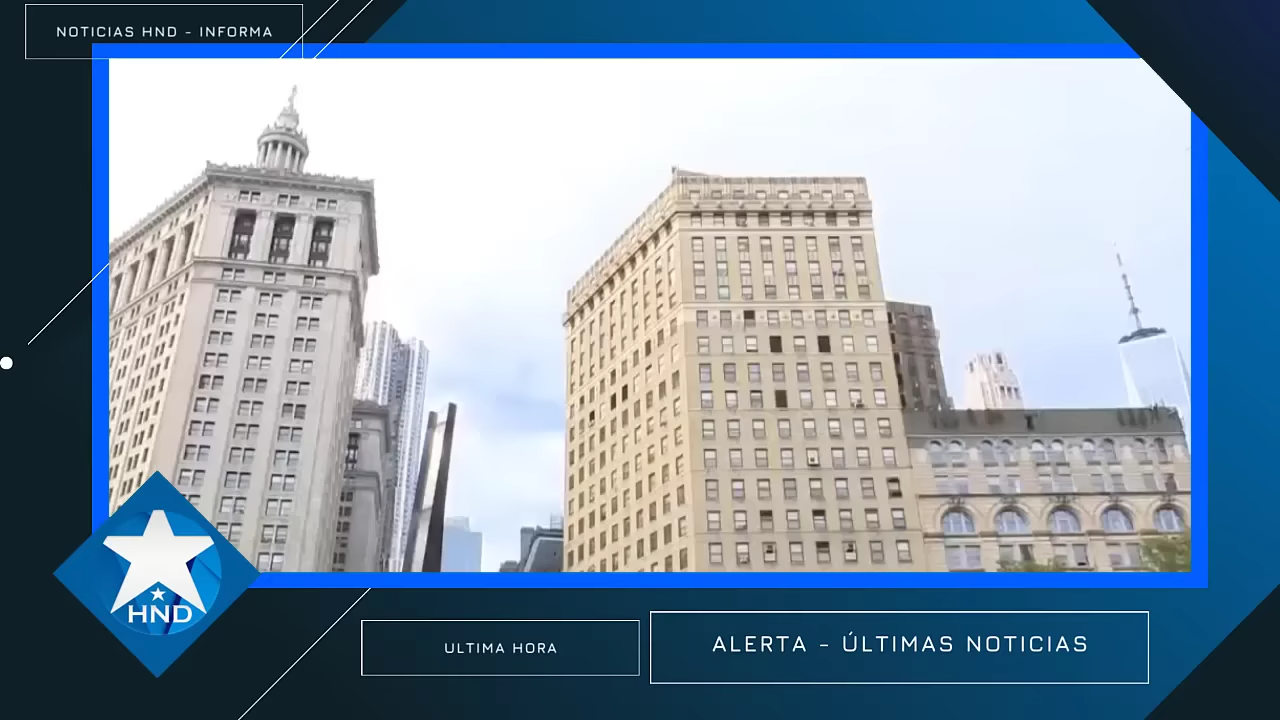 NOTICIAS HND - INFORMA
HND
ULTIMA HORA
ALERTA - ÚLTIMAS NOTICIAS